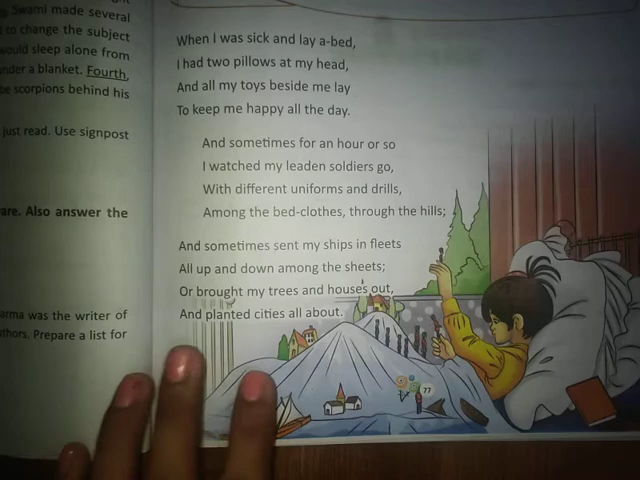 Swami made several
to change the subject
would sleep alone from
under a blanket. Fourth,
be scorpions behind his
just read. Use signpost
are. Also answer the
arma was the writer of
thors. Prepare a list for
When I was sick and lay a-bed,
I had two pillows at my head,
And all my toys beside me lay
To keep me happy all the day.
And sometimes for an hour or so
I watched my leaden soldiers go,
With different uniforms and drills,
Among the bed-clothes, through the hills;
And sometimes sent my ships in fleets
All up and down among the sheets;
Or brought my trees and houses out,
And planted cities all about.
77